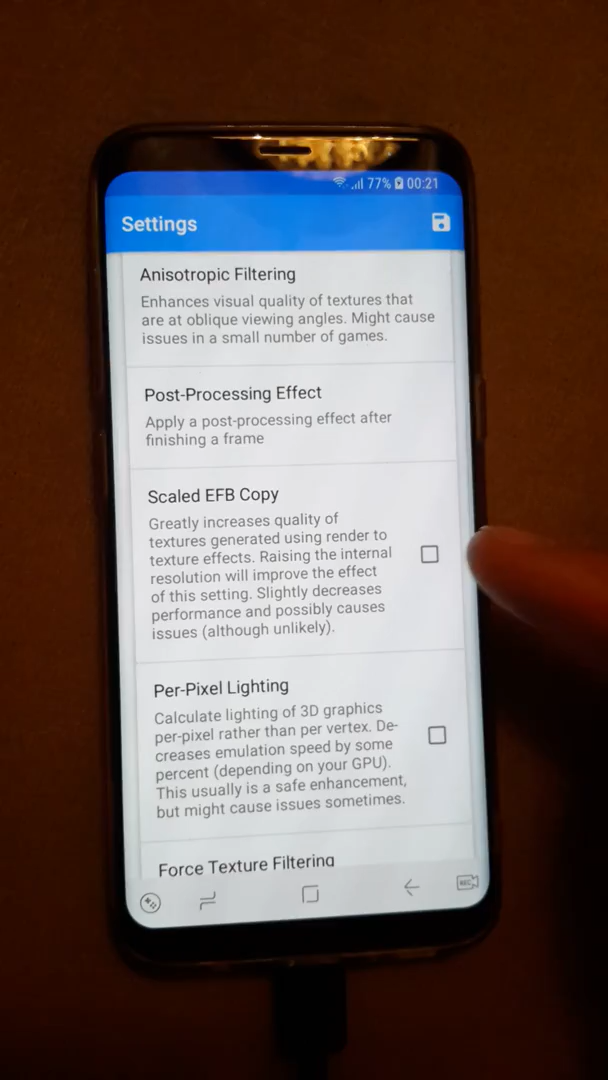 77% 00:21
Settings
Anisotropic Filtering
Enhances visual quality of textures that
are at oblique viewing angles. Might cause
issues in a small number of games.
Post-Processing Effect
Apply a post-processing effect after
finishing a frame
Scaled EFB Copy
Greatly increases quality of
textures generated using render to
texture effects. Raising the internal
resolution will improve the effect
of this setting. Slightly decreases
performance and possibly causes
issues (although unlikely).
Per-Pixel Lighting
Calculate lighting of 3D graphics
per-pixel rather than per vertex. De-
creases emulation speed by some
percent (depending on your GPU).
This usually is a safe enhancement,
but might cause issues sometimes.
Force Texture Filtering
REC